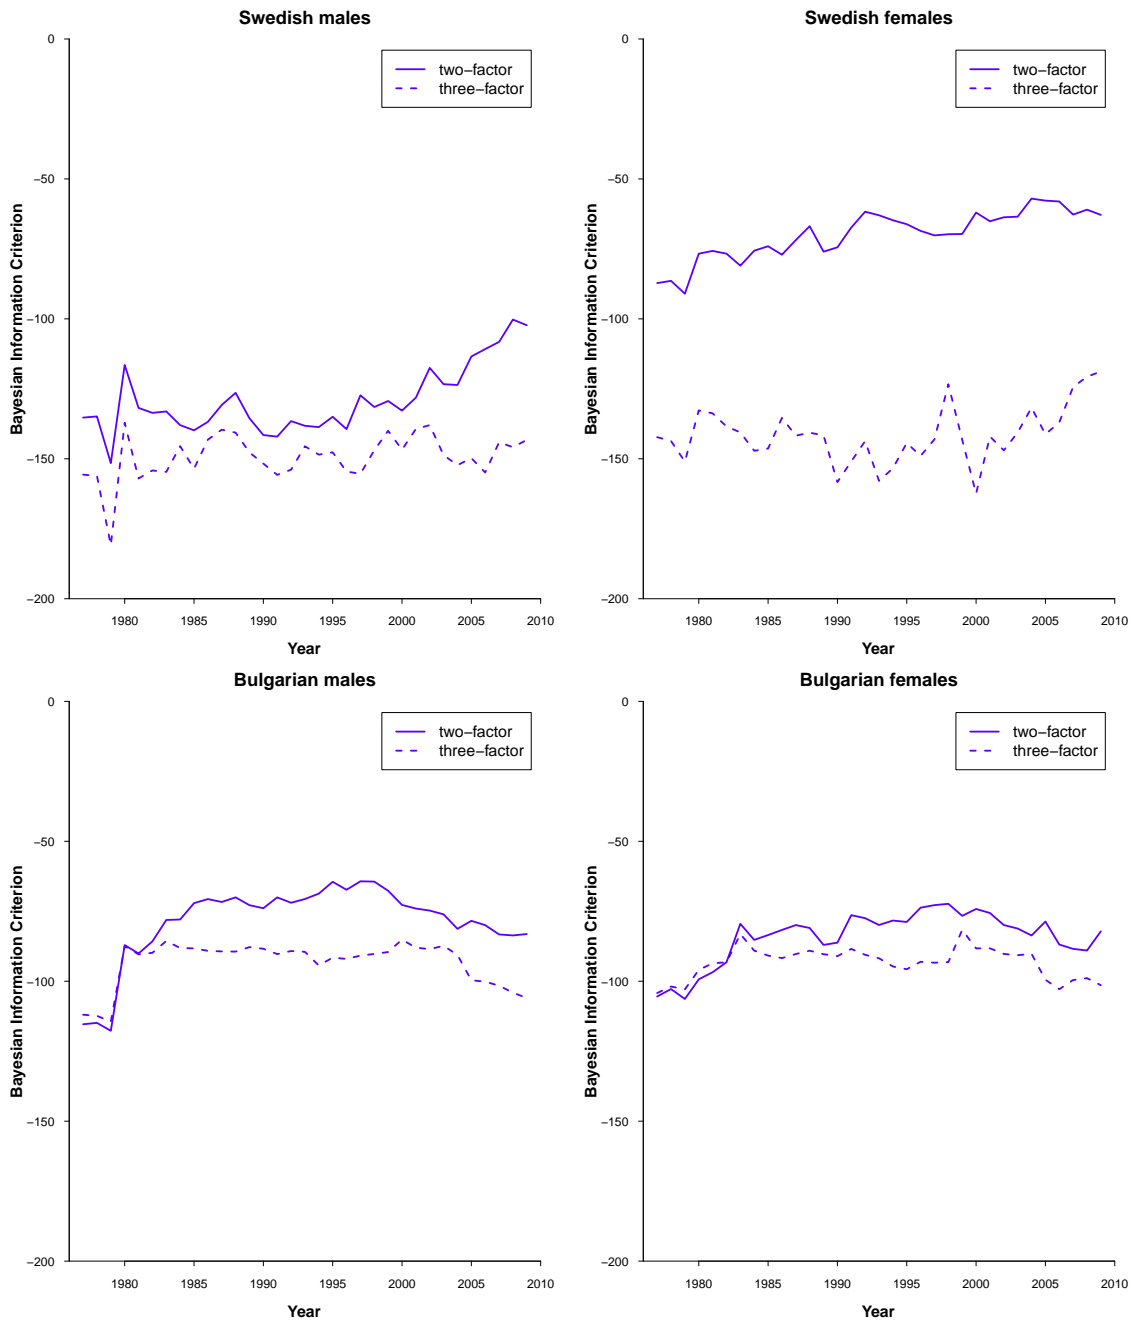 Swedish males
two−factor
three−factor
0
−50
−100
−150
−200
Bayesian Information Criterion
1980 1985 1990 1995 2000 2005 2010
Year
Swedish females
two−factor
three−factor
0
−50
−100
−150
−200
Bayesian Information Criterion
1980 1985 1990 1995 2000 2005 2010
Year
Bulgarian males
two−factor
three−factor
0
−50
−100
−150
−200
Bayesian Information Criterion
1980 1985 1990 1995 2000 2005 2010
Year
Bulgarian females
two−factor
three−factor
0
−50
−100
−150
−200
Bayesian Information Criterion
1980 1985 1990 1995 2000 2005 2010
Year